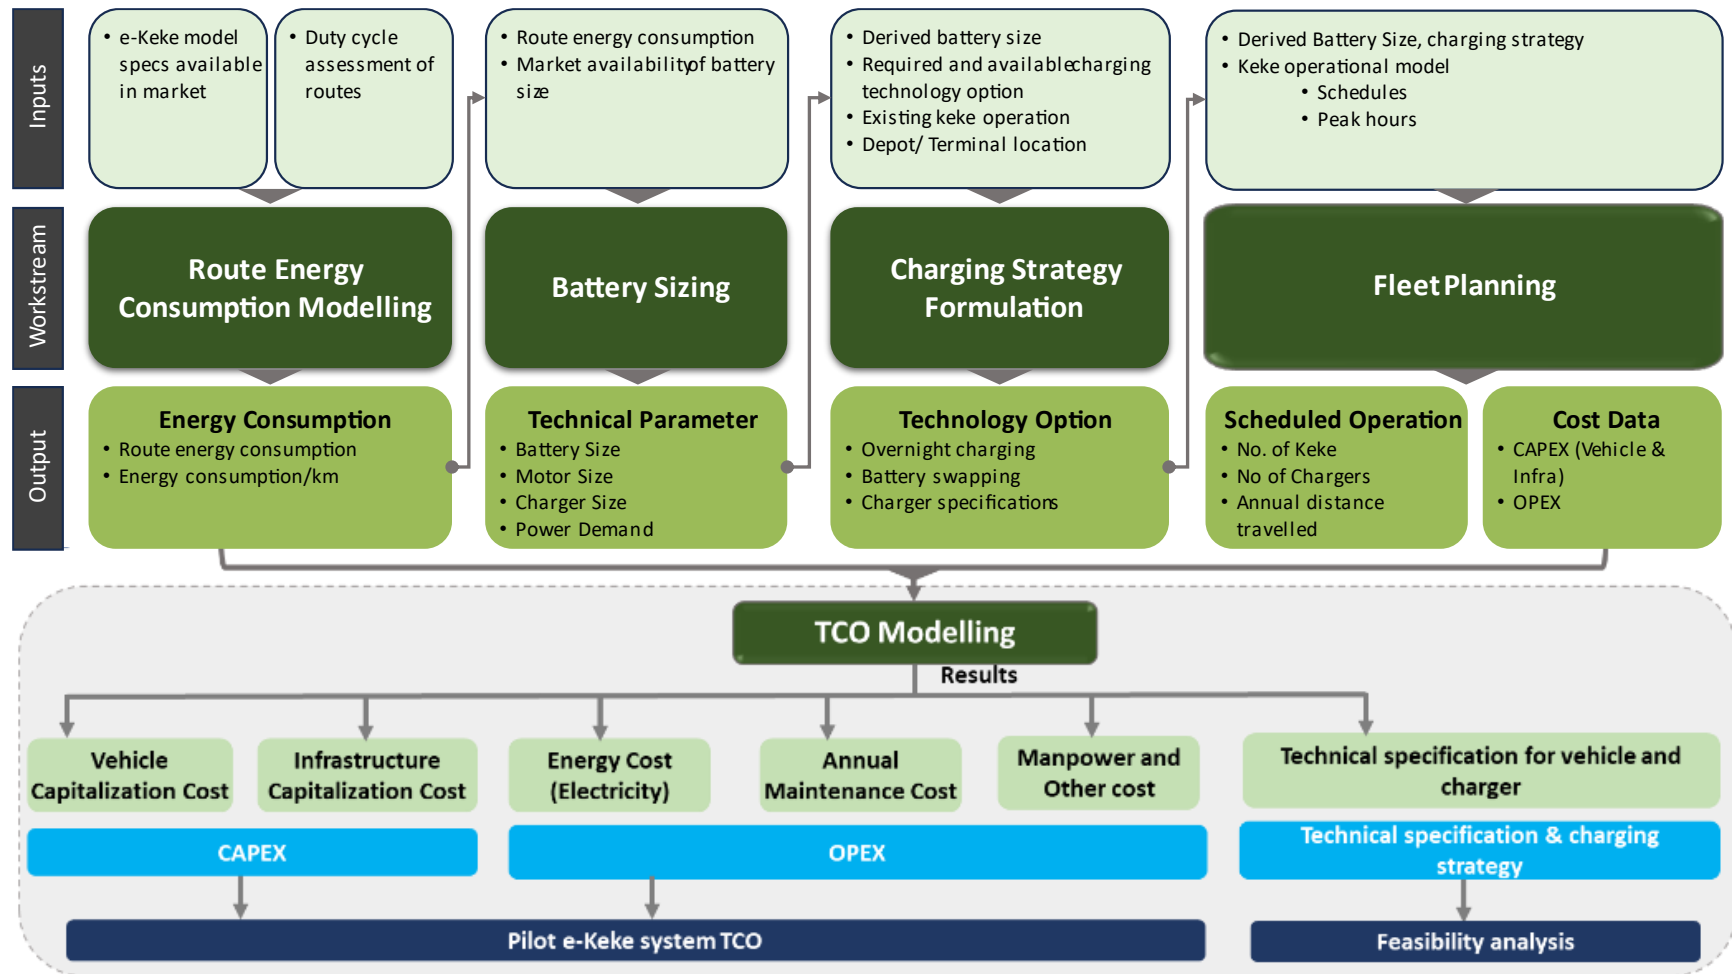 Inputs
• e-Keke model
specs available
in market
• Duty cycle
assessment of
routes
• Route energy consumption
• Market availability of battery
size
• Derived battery size
• Required and available charging
technology option
• Existing keke operation
• Depot/ Terminal location
• Derived Battery Size, charging strategy
• Keke operational model
• Schedules
• Peak hours
Workstream
Route Energy
Consumption Modelling
Battery Sizing
Charging Strategy
Formulation
Fleet Planning
Output
Energy Consumption
• Route energy consumption
• Energy consumption/km
Technical Parameter
• Battery Size
• Motor Size
• Charger Size
• Power Demand
Technology Option
• Overnight charging
• Battery swapping
• Charger specifications
Scheduled Operation
• No. of Keke
• No of Chargers
• Annual distance
travelled
Cost Data
• CAPEX (Vehicle &
Infra)
• OPEX
TCO Modelling
Results
Vehicle
Capitalization Cost
Infrastructure
Capitalization Cost
Energy Cost
(Electricity)
Annual
Maintenance Cost
Manpower and
Other cost
Technical specification for vehicle and
charger
CAPEX
OPEX
Technical specification & charging
strategy
Pilot e-Keke system TCO
Feasibility analysis